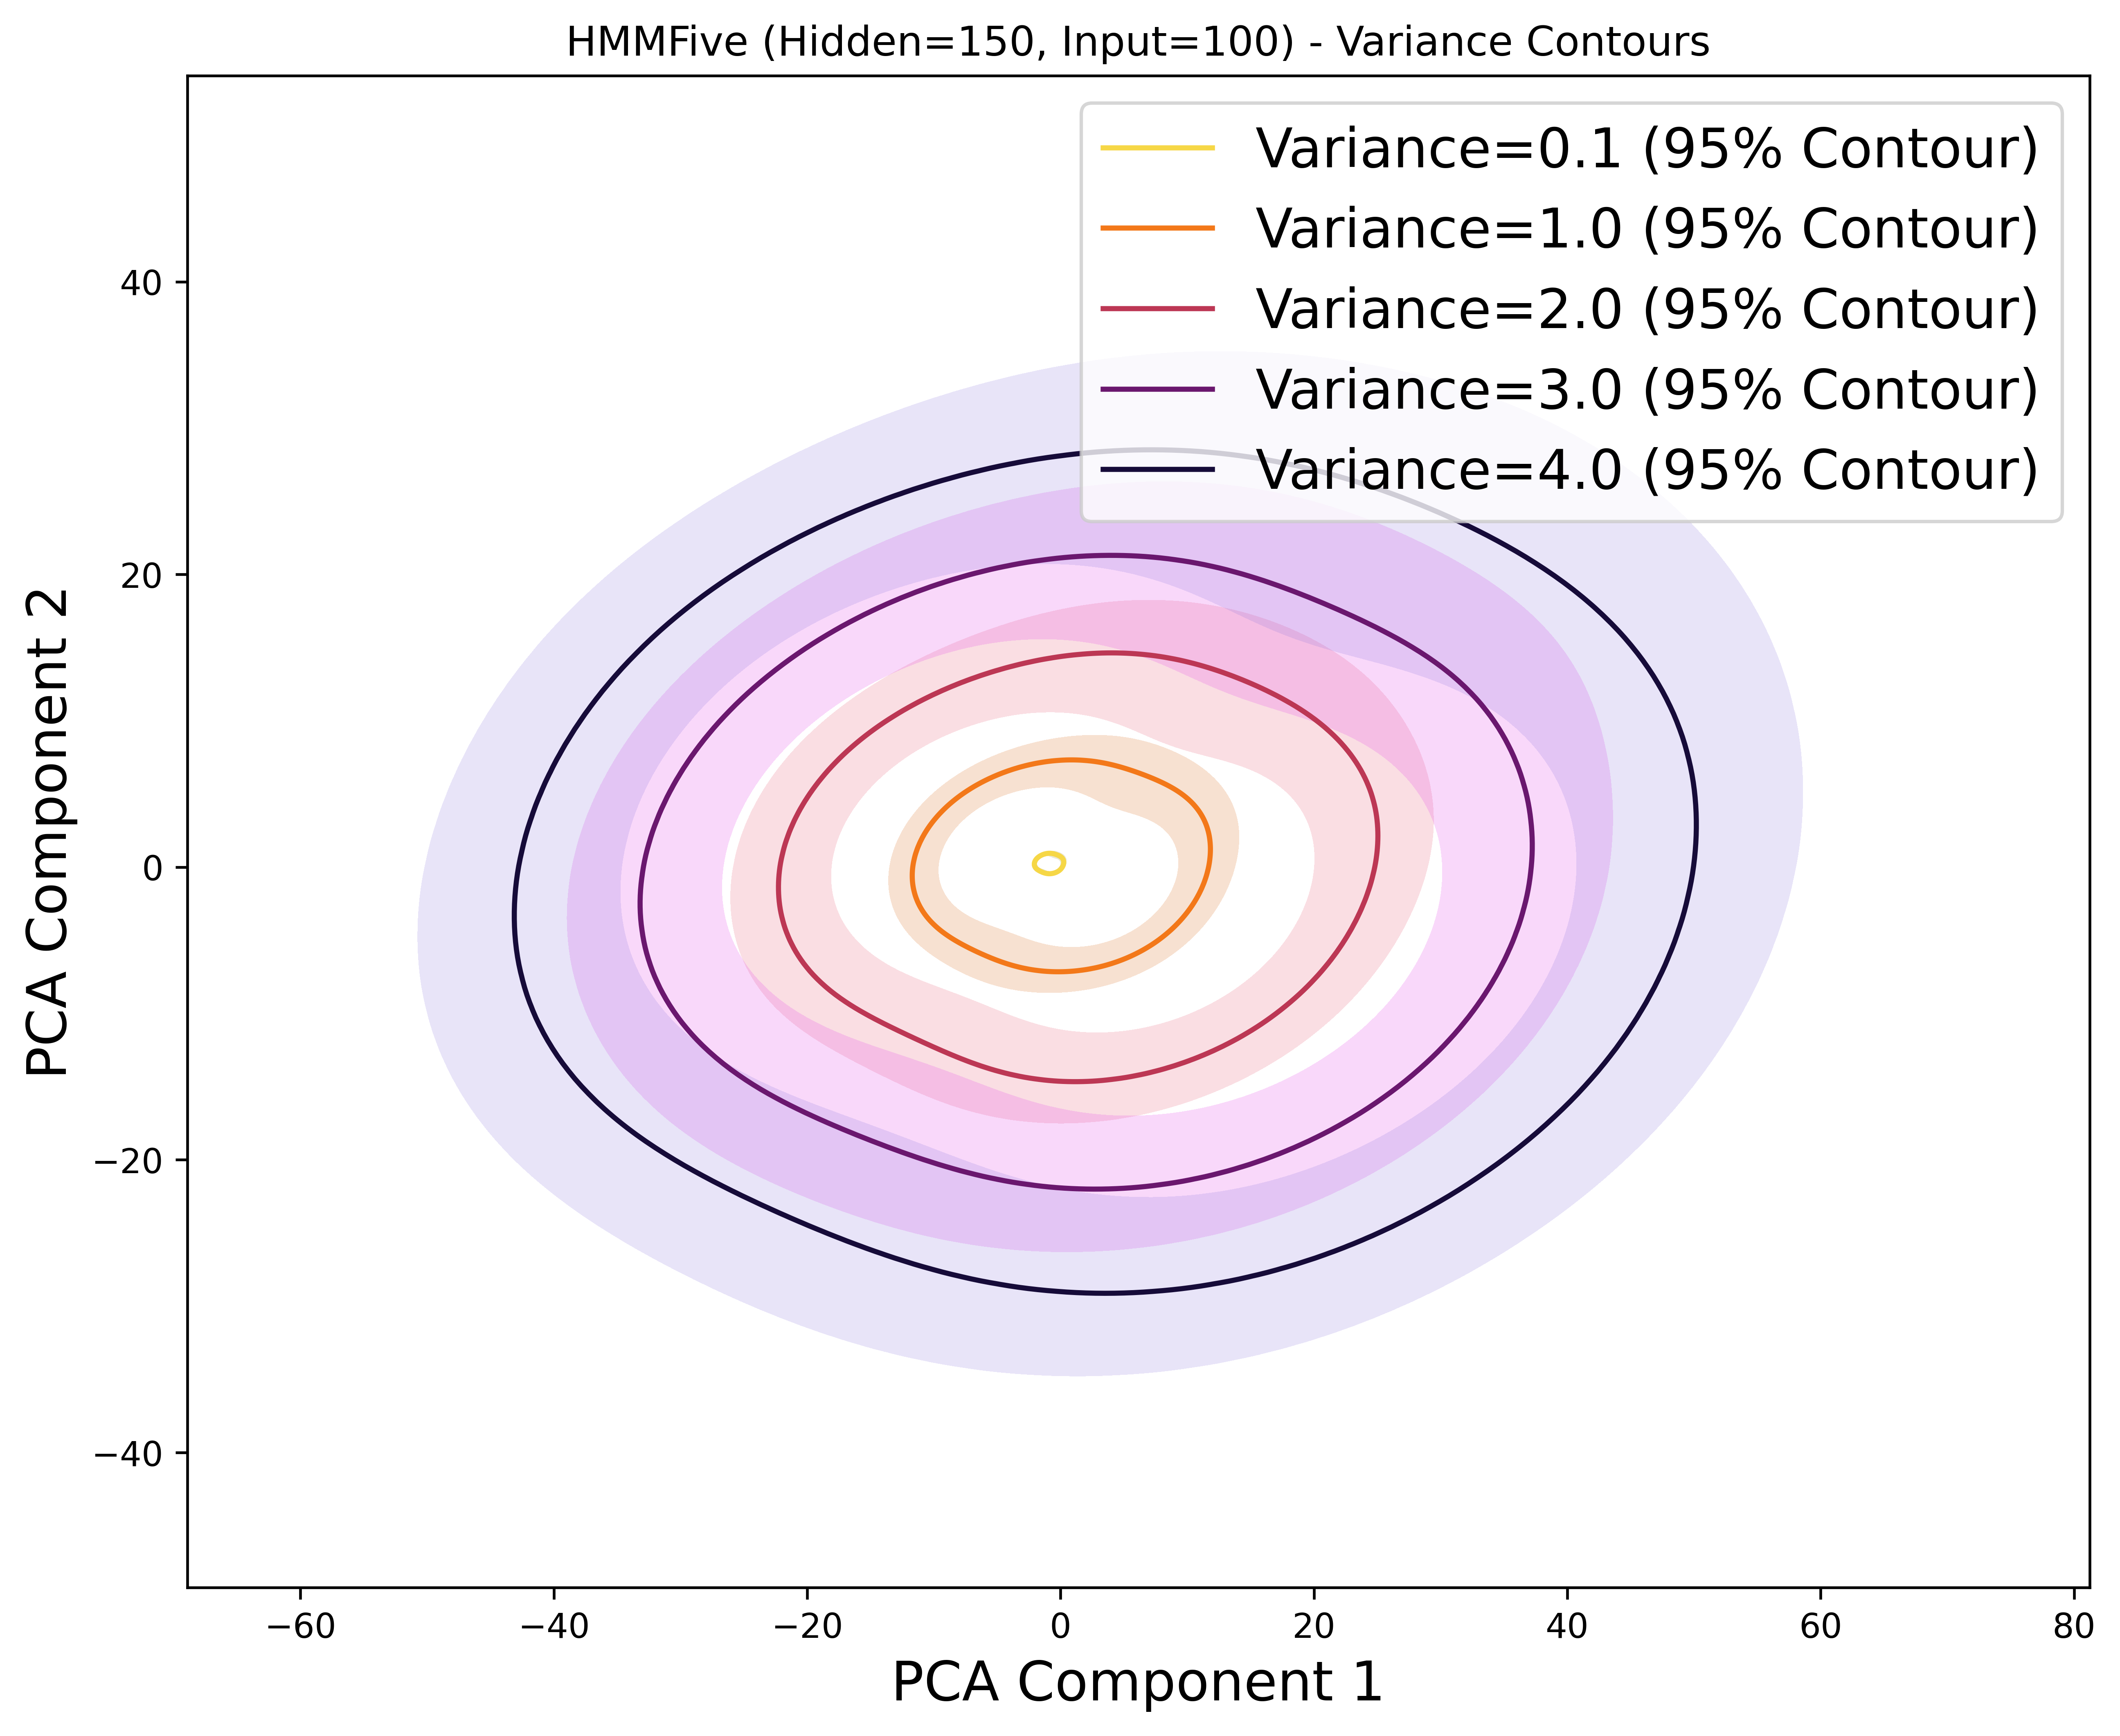 HMMFive (Hidden=150, Input=100) - Variance Contours
Variance=0.1 (95% Contour)
Variance=1.0 (95% Contour)
Variance=2.0 (95% Contour)
Variance=3.0 (95% Contour)
Variance=4.0 (95% Contour)
PCA Component 2
40
20
0
−20
−40
−60
−40
−20
0
20
40
60
80
PCA Component 1